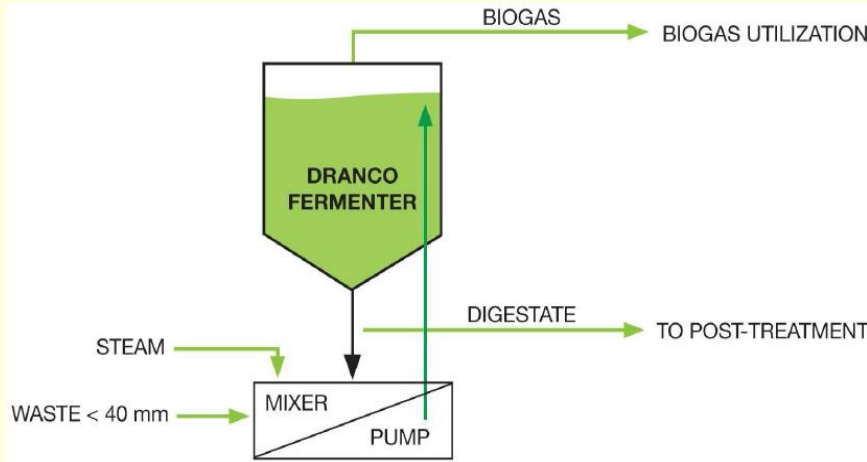 BIOGAS
BIOGAS UTILIZATION
DRANCO
FERMENTER
DIGESTATE
TO POST-TREATMENT
STEAM
WASTE < 40 mm
MIXER
PUMP